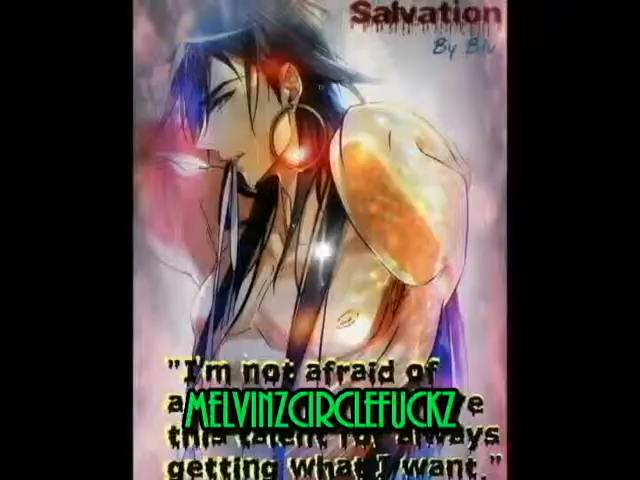 Salvation
By Blu
"I'm not afraid of
a
MELVINZCIRCLEFUCKZ
e
this talent for always
getting what I want."